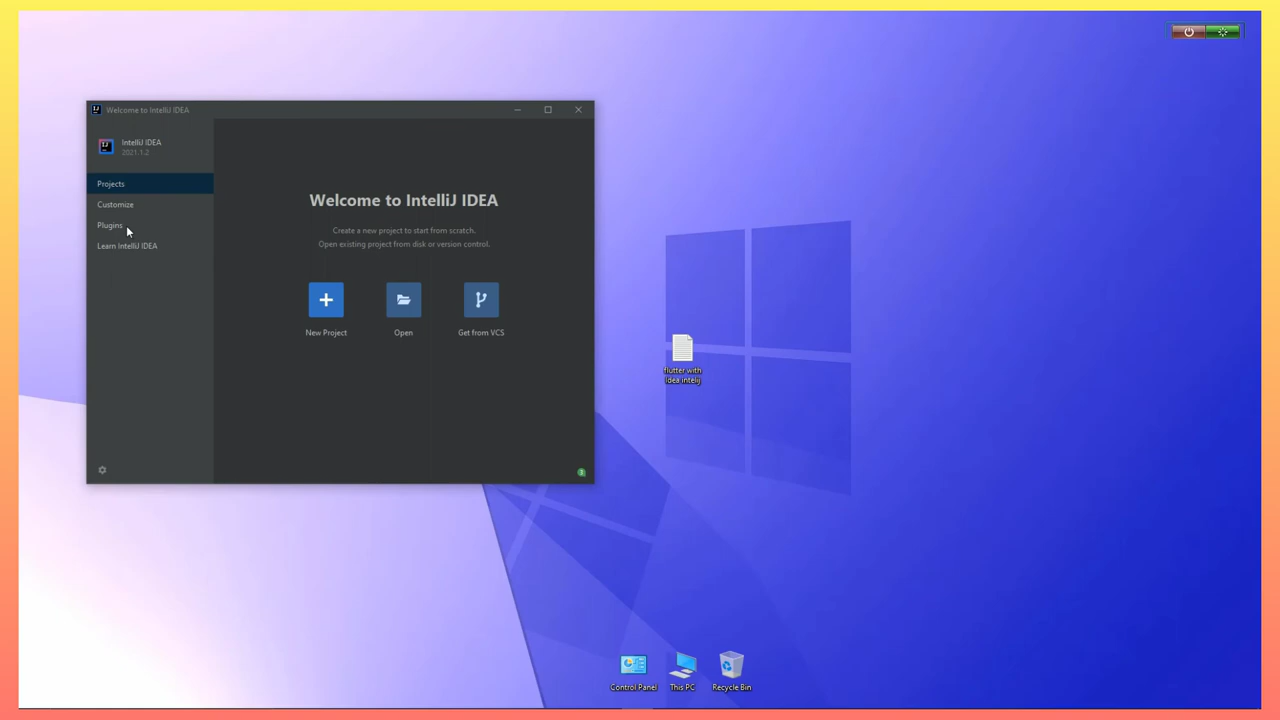 Welcome to IntelliJ IDEA
IntelliJ IDEA
2021.1.2
Projects
Customize
Plugins
Learn IntelliJ IDEA
Welcome to IntelliJ IDEA
Create a new project to start from scratch.
Open existing project from disk or version control.
New Project
Open
Get from VCS
flutter with
idea intelij
Control Panel
This PC
Recycle Bin